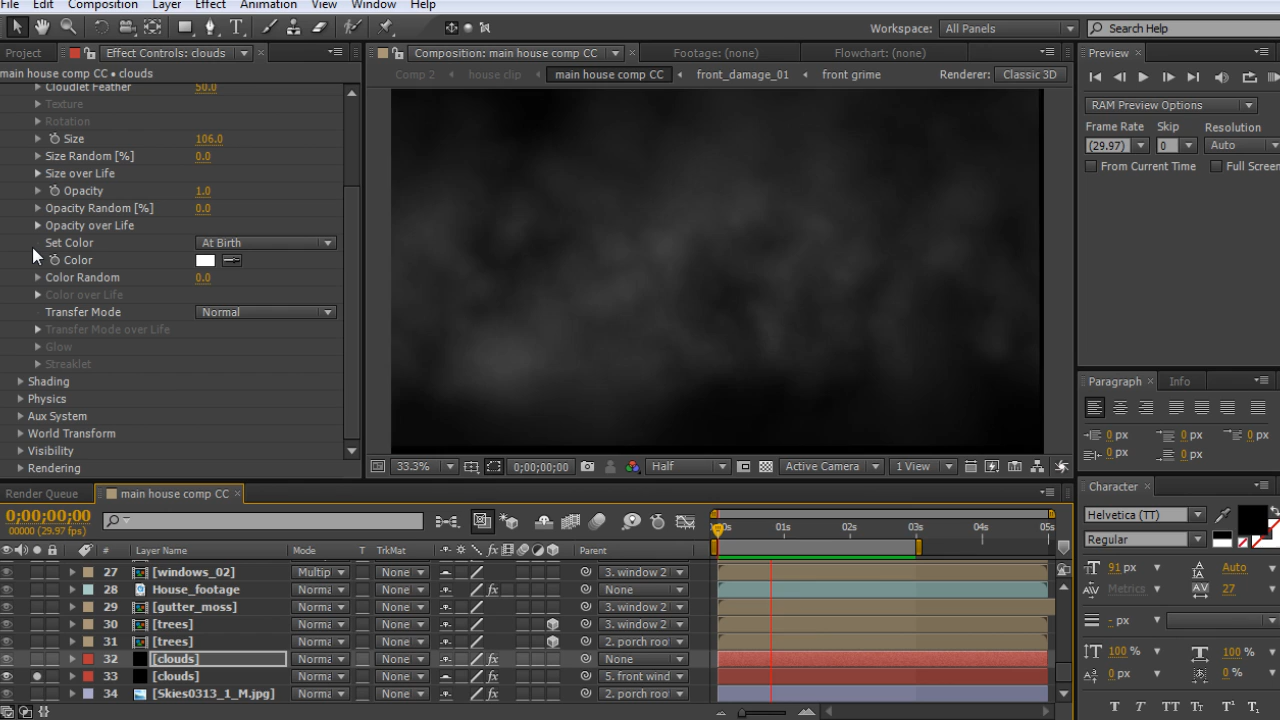 File Edit Composition Layer Effect Animation View Window Help
T
Workspace: All Panels Search Help
Project Effect Controls: clouds
main house comp CC • clouds
Cloudlet Feather 50.0
Texture
Rotation
Size 106.0
Size Random [%] 0.0
Size over Life
Opacity 1.0
Opacity Random [%] 0.0
Opacity over Life
Set Color At Birth
Color
Color Random 0.0
Color over Life
Transfer Mode Normal
Transfer Mode over Life
Glow
Streaklet
Shading
Physics
Aux System
World Transform
Visibility
Rendering
Composition: main house comp CC Footage: (none) Flowchart: (none)
Comp 2 house clip main house comp CC front_damage_01 front grime Renderer: Classic 3D
33.3% 0;00;00;00 Half Active Camera 1 View
Preview
RAM Preview Options
Frame Rate Skip Resolution
(29.97) 0 Auto
From Current Time Full Screen
Paragraph Info
0 px 0 px 0 px
0 px 0 px
Character
Helvetica (TT)
Regular
91 px Auto
Metrics 27
- px
100 % 100 %
0 px 0 %
T T TT Tr T¹
Render Queue main house comp CC
0;00;00;00
00000 (29.97 fps)
00s 01s 02s 03s 04s 05s
# Layer Name Mode T TrkMat Parent
27 [windows_02] Multip None 3. window 2
28 House_footage Norma None None
29 [gutter_moss] Norma None 3. window 2
30 [trees] Norma None 3. window 2
31 [trees] Norma None 2. porch roo
32 [clouds] Norma None None
33 [clouds] Norma None 5. front wind
34 [Skies0313_1_M.jpg] Norma None 2. porch roo